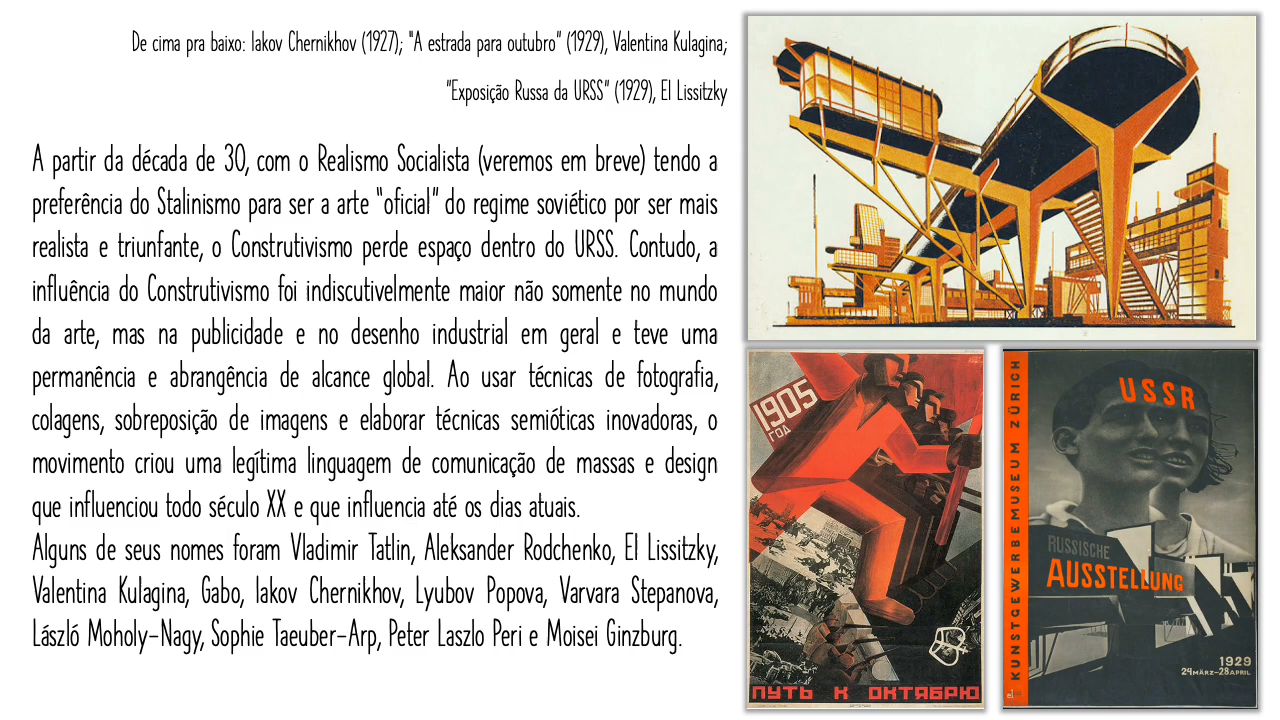 De cima pra baixo: Iakov Chernikhov (1927); "A estrada para outubro" (1929), Valentina Kulagina;
"Exposição Russa da URSS" (1929), El Lissitzky
A partir da década de 30, com o Realismo Socialista (veremos em breve) tendo a
preferência do Stalinismo para ser a arte "oficial" do regime soviético por ser mais
realista e triunfante, o Construtivismo perde espaço dentro do URSS. Contudo, a
influência do Construtivismo foi indiscutivelmente maior não somente no mundo
da arte, mas na publicidade e no desenho industrial em geral e teve uma
permanência e abrangência de alcance global. Ao usar técnicas de fotografia,
colagens, sobreposição de imagens e elaborar técnicas semióticas inovadoras, o
movimento criou uma legítima linguagem de comunicação de massas e design
que influenciou todo século XX e que influencia até os dias atuais.
Alguns de seus nomes foram Vladimir Tatlin, Aleksander Rodchenko, El Lissitzky,
Valentina Kulagina, Gabo, Iakov Chernikhov, Lyubov Popova, Varvara Stepanova,
László Moholy-Nagy, Sophie Taeuber-Arp, Peter Laszlo Peri e Moisei Ginzburg.
1905
ГОД
ПУТЬ К ОКТЯБРЮ
KUNSTGEWERBEMUSEUM ZÜRICH
USSR
RUSSISCHE
AUSSTELLUNG
1929
24 MÄRZ–28 APRIL
el